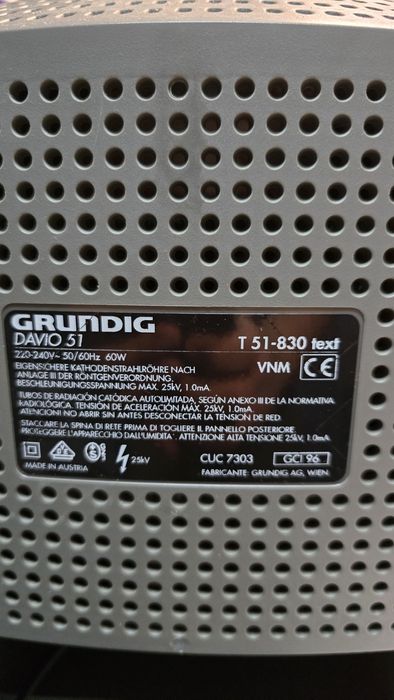 GRUNDIG
DAVIO 51
T 51-830 text
220-240V~ 50/60Hz 60W
VNM CE
EIGENSICHERE KATHODENSTRAHLRÖHRE NACH
ANLAGE III DER RÖNTGENVERORDNUNG.
BESCHLEUNIGUNGSSPANNUNG MAX. 25kV, 1.0mA.
TUBOS DE RADIACIÓN CATÓDICA AUTOLIMITADA, SEGÚN ANEXO III DE LA NORMATIVA
RADIOLÓGICA. TENSIÓN DE ACELERACIÓN MÁX. 25kV, 1.0mA.
ATENCION! NO ABRIR SIN ANTES DESCONECTAR LA TENSIÓN DE RED.
STACCARE LA SPINA DI RETE PRIMA DI TOGLIERE IL PANNELLO POSTERIORE
PROTEGGERE L'APPARECCHIO DALL'UMIDITA'. ATTENZIONE ALTA TENSIONE 25kV, 1.0mA.
25kV
CUC 7303
GCI 96
MADE IN AUSTRIA
FABRICANTE: GRUNDIG AG, WIEN